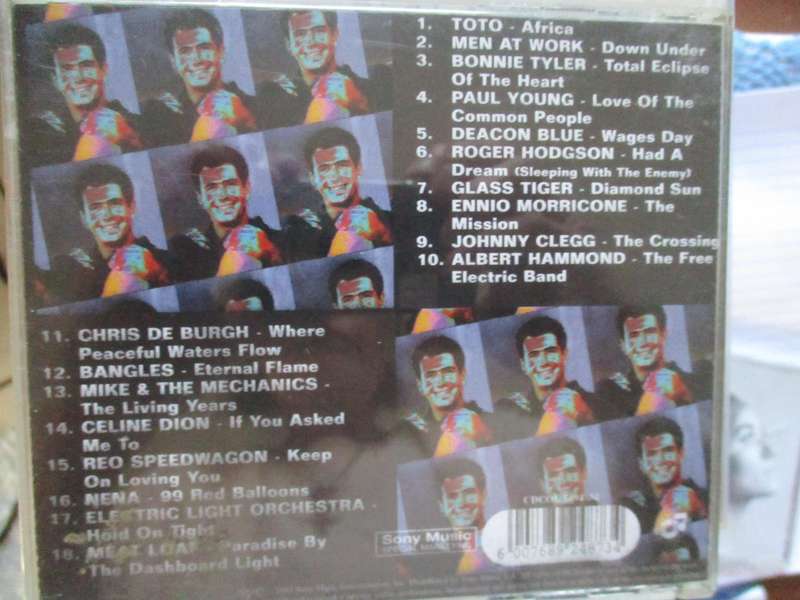 1. TOTO - Africa
2. MEN AT WORK - Down Under
3. BONNIE TYLER - Total Eclipse
Of The Heart
4. PAUL YOUNG - Love Of The
Common People
5. DEACON BLUE - Wages Day
6. ROGER HODGSON - Had A
Dream (Sleeping With The Enemy)
7. GLASS TIGER - Diamond Sun
8. ENNIO MORRICONE - The
Mission
9. JOHNNY CLEGG - The Crossing
10. ALBERT HAMMOND - The Free
Electric Band
11. CHRIS DE BURGH - Where
Peaceful Waters Flow
12. BANGLES - Eternal Flame
13. MIKE & THE MECHANICS -
The Living Years
14. CELINE DION - If You Asked
Me To
15. REO SPEEDWAGON - Keep
On Loving You
16. NENA - 99 Red Balloons
17. ELECTRIC LIGHT ORCHESTRA -
Hold On Tight
18. MEAT LOAF - Paradise By
The Dashboard Light
Sony Music
6 007689 248734